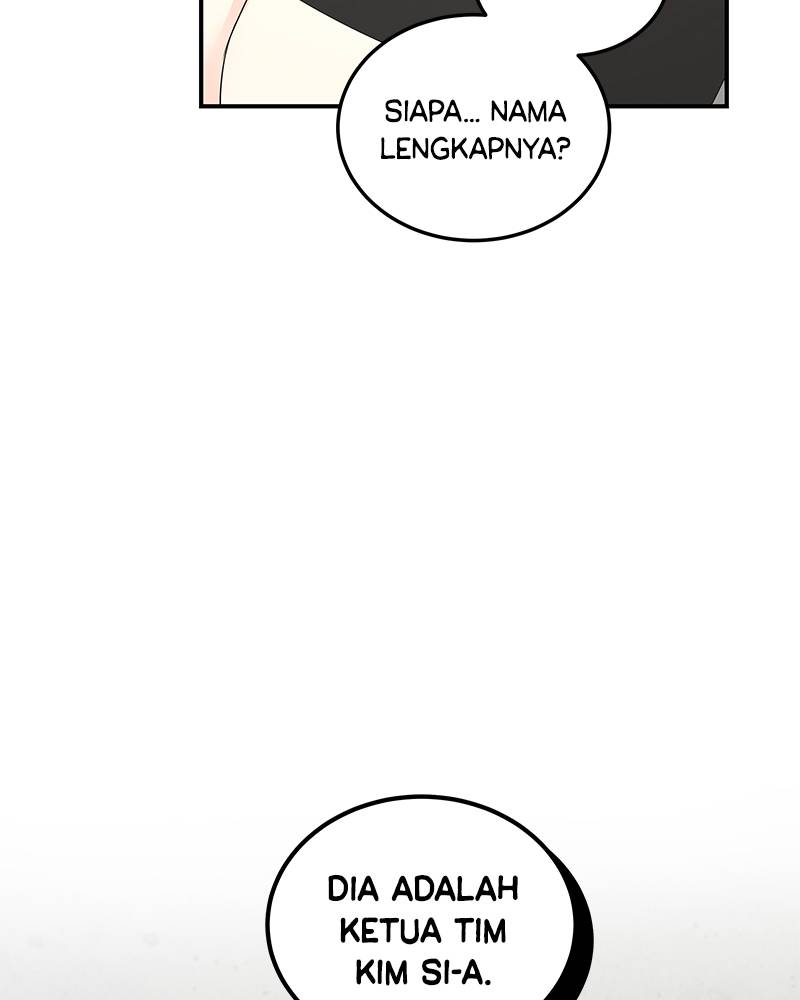 SIAPA... NAMA
LENGKAPNYA?
DIA ADALAH
KETUA TIM
KIM SI-A.